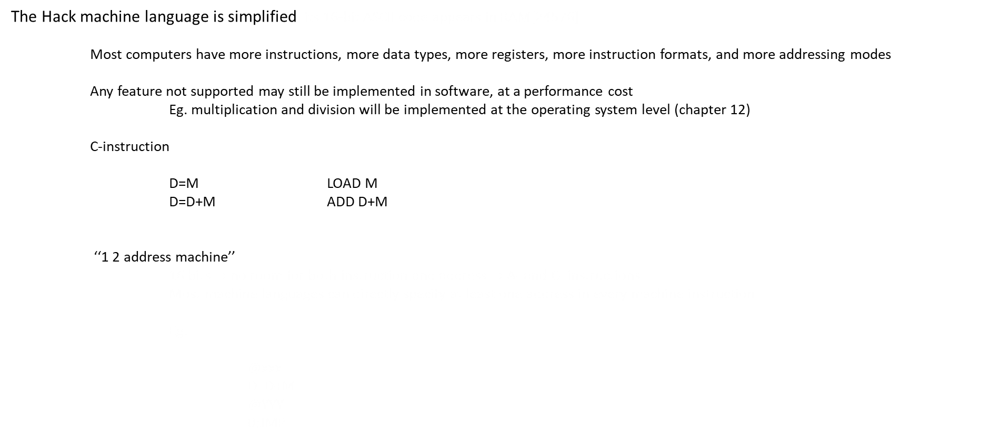 The Hack machine language is simplified
Most computers have more instructions, more data types, more registers, more instruction formats, and more addressing modes
Any feature not supported may still be implemented in software, at a performance cost
Eg. multiplication and division will be implemented at the operating system level (chapter 12)
C-instruction
D=M LOAD M
D=D+M ADD D+M
“1 2 address machine”